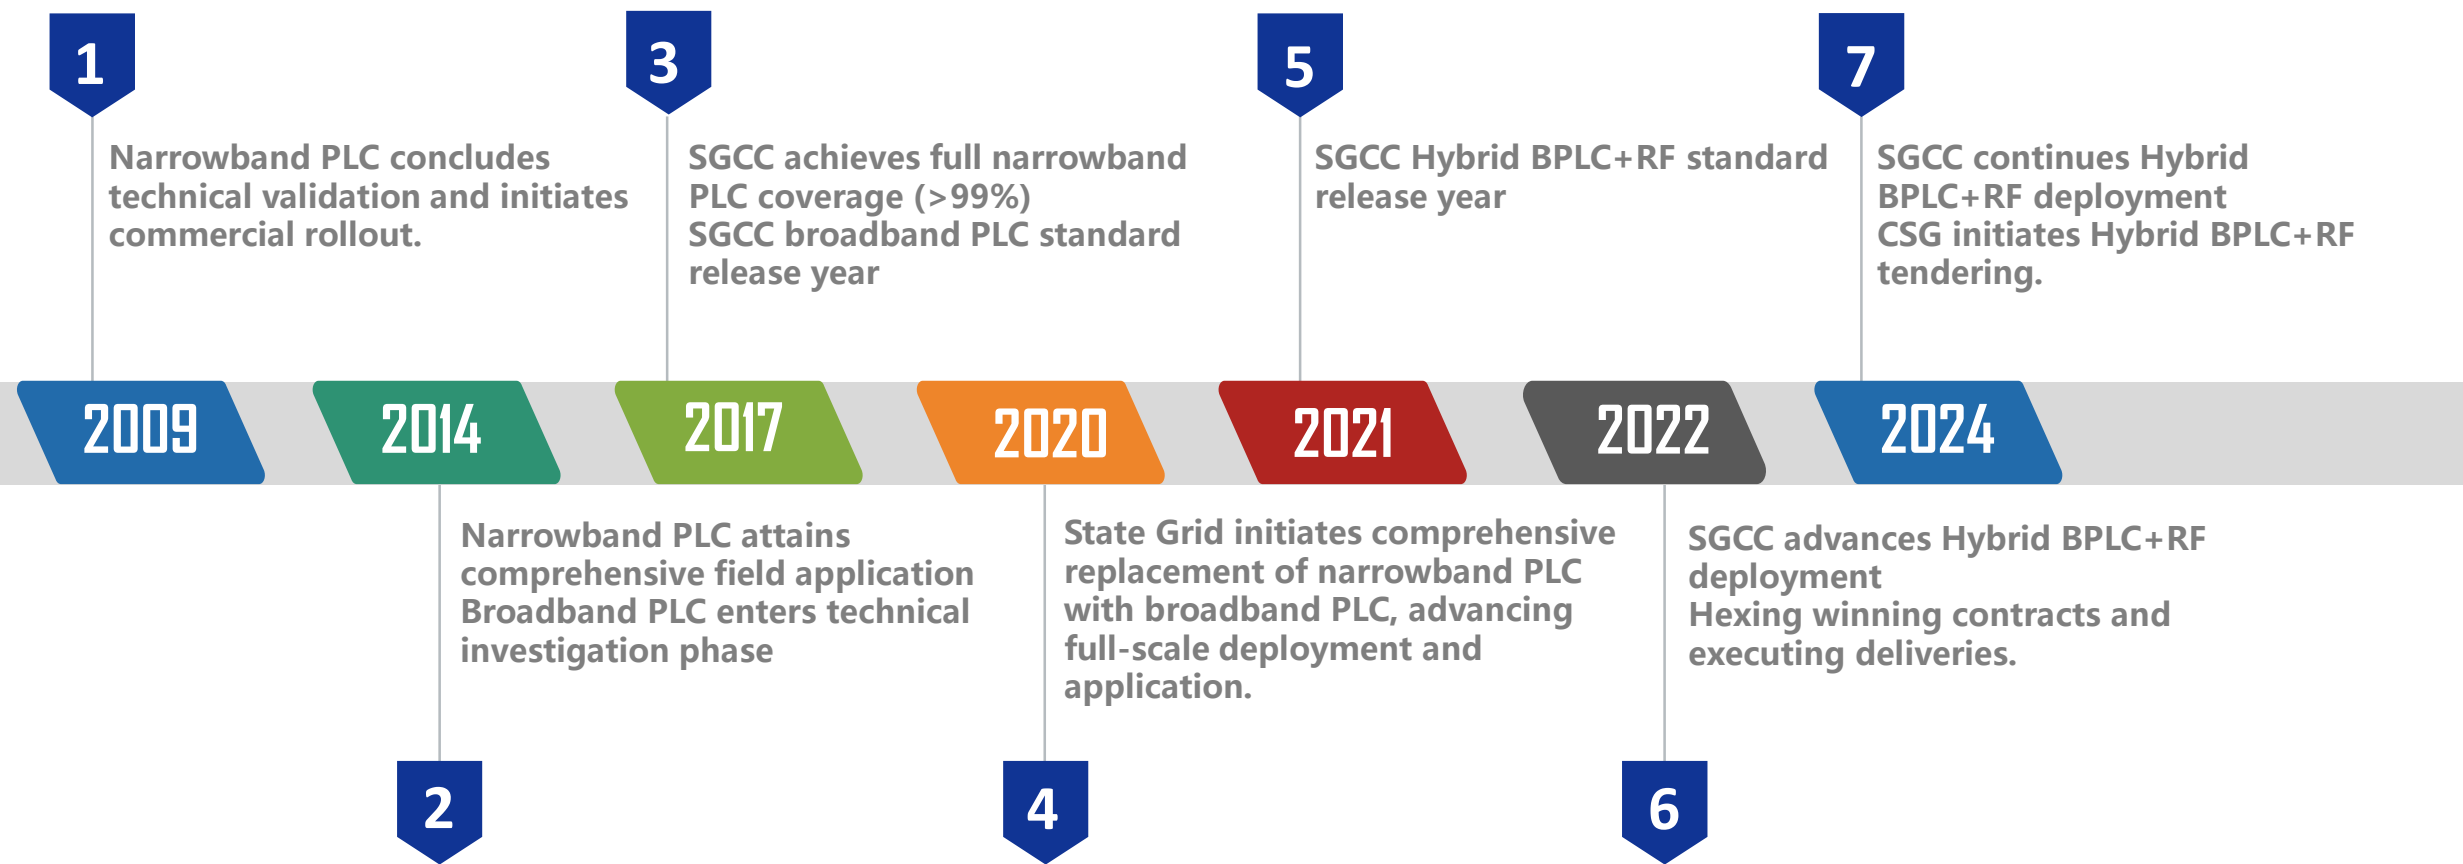 1
Narrowband PLC concludes
technical validation and initiates
commercial rollout.
2009
2
Narrowband PLC attains
comprehensive field application
Broadband PLC enters technical
investigation phase
2014
3
SGCC achieves full narrowband
PLC coverage (>99%)
SGCC broadband PLC standard
release year
2017
4
State Grid initiates comprehensive
replacement of narrowband PLC
with broadband PLC, advancing
full-scale deployment and
application.
2020
5
SGCC Hybrid BPLC+RF standard
release year
2021
6
SGCC advances Hybrid BPLC+RF
deployment
Hexing winning contracts and
executing deliveries.
2022
7
SGCC continues Hybrid
BPLC+RF deployment
CSG initiates Hybrid BPLC+RF
tendering.
2024